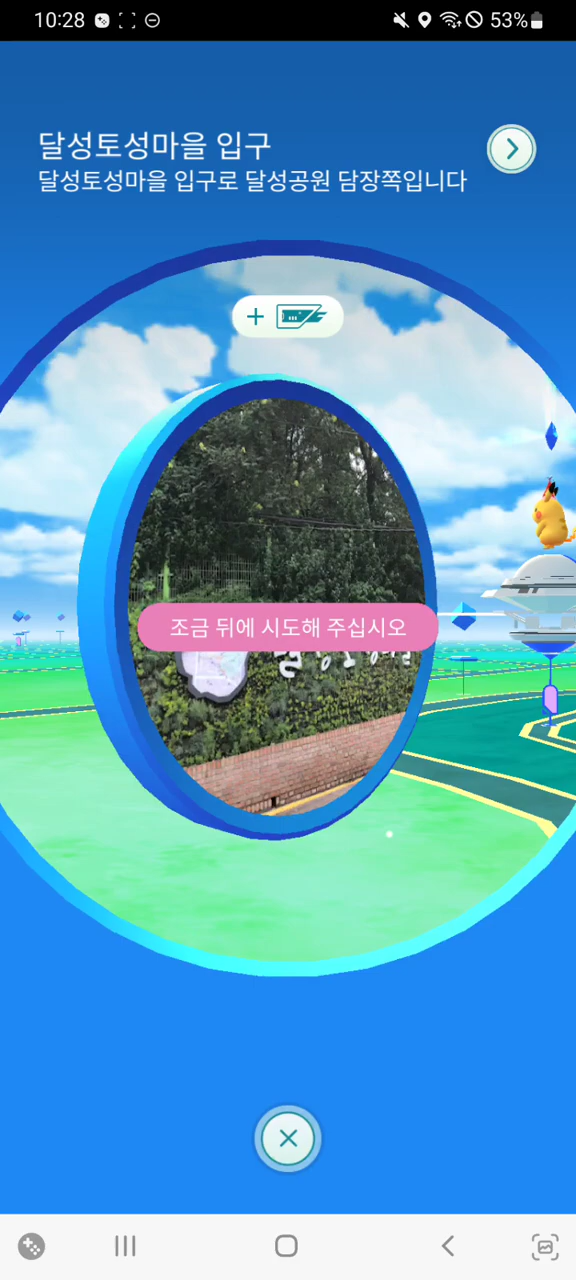 10:28
53%
달성토성마을 입구
달성토성마을 입구로 달성공원 담장쪽입니다
+
조금 뒤에 시도해 주십시오